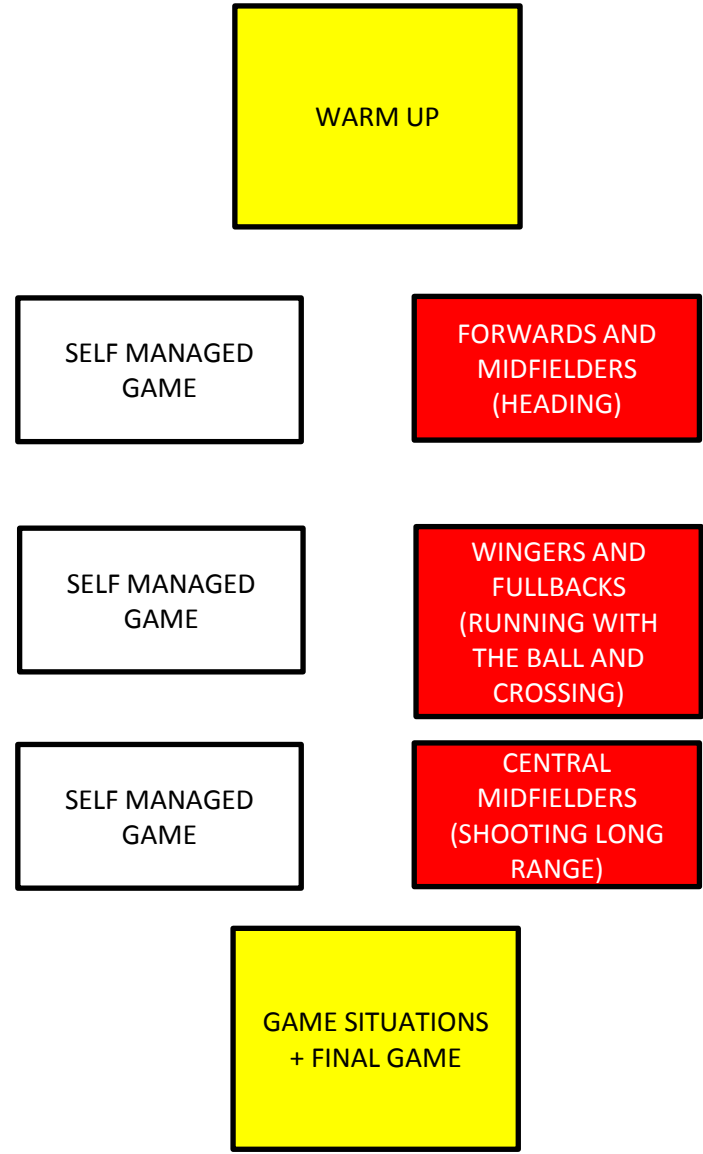 WARM UP
SELF MANAGED
GAME
FORWARDS AND
MIDFIELDERS
(HEADING)
SELF MANAGED
GAME
WINGERS AND
FULLBACKS
(RUNNING WITH
THE BALL AND
CROSSING)
SELF MANAGED
GAME
CENTRAL
MIDFIELDERS
(SHOOTING LONG
RANGE)
GAME SITUATIONS
+ FINAL GAME